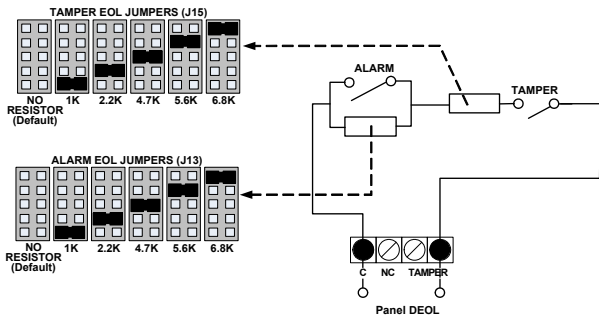 TAMPER EOL JUMPERS (J15)
NO
RESISTOR
(Default)
1K
2.2K
4.7K
5.6K
6.8K
ALARM
TAMPER
ALARM EOL JUMPERS (J13)
NO
RESISTOR
(Default)
1K
2.2K
4.7K
5.6K
6.8K
C
NC
TAMPER
Panel DEOL